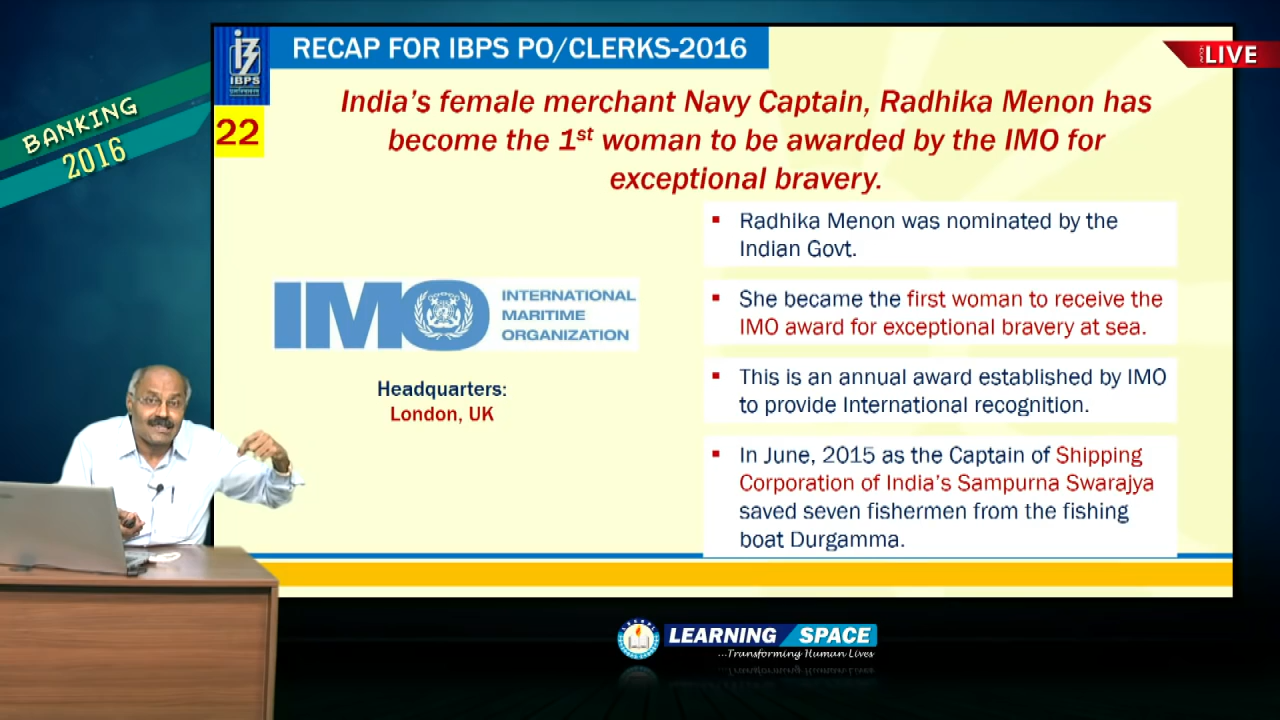 RECAP FOR IBPS PO/CLERKS-2016
IBPS
LIVE
BANKING
2016
22
India's female merchant Navy Captain, Radhika Menon has
become the 1st woman to be awarded by the IMO for
exceptional bravery.
IMO
INTERNATIONAL
MARITIME
ORGANIZATION
Headquarters:
London, UK
▪ Radhika Menon was nominated by the
Indian Govt.
▪ She became the first woman to receive the
IMO award for exceptional bravery at sea.
▪ This is an annual award established by IMO
to provide International recognition.
▪ In June, 2015 as the Captain of Shipping
Corporation of India's Sampurna Swarajya
saved seven fishermen from the fishing
boat Durgamma.
LEARNING SPACE
...Transforming Human Lives